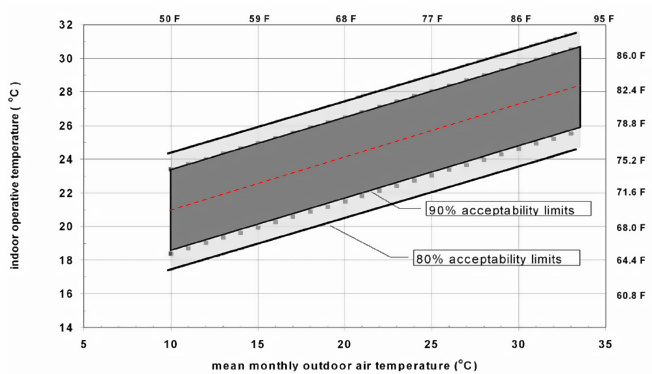 50 F 59 F 68 F 77 F 86 F 95 F
32
30
28
26
24
22
20
18
16
14
86.0 F
82.4 F
78.8 F
75.2 F
71.6 F
68.0 F
64.4 F
60.8 F
indoor operative temperature ( °C)
90% acceptability limits
80% acceptability limits
5 10 15 20 25 30 35
mean monthly outdoor air temperature (°C)